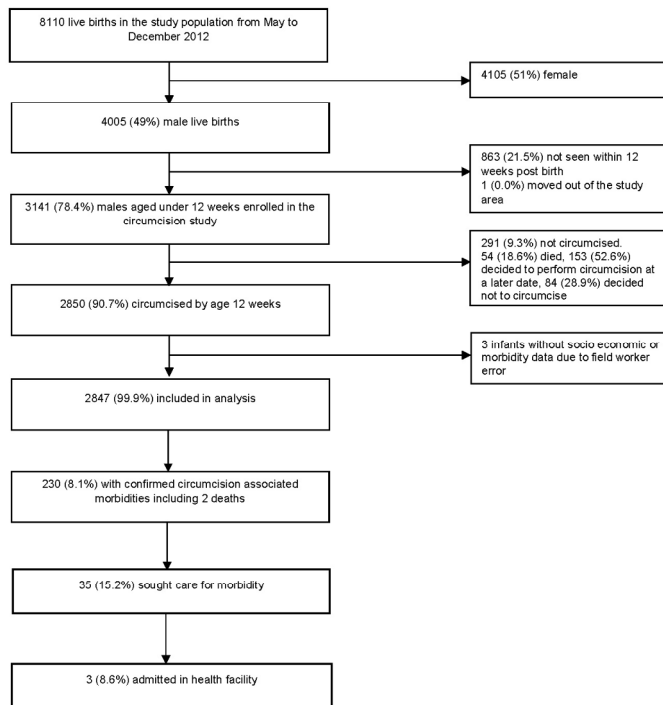 8110 live births in the study population from May to
December 2012
4105 (51%) female
4005 (49%) male live births
863 (21.5%) not seen within 12
weeks post birth
1 (0.0%) moved out of the study
area
3141 (78.4%) males aged under 12 weeks enrolled in the
circumcision study
291 (9.3%) not circumcised.
54 (18.6%) died, 153 (52.6%)
decided to perform circumcision at
a later date, 84 (28.9%) decided
not to circumcise
2850 (90.7%) circumcised by age 12 weeks
3 infants without socio economic or
morbidity data due to field worker
error
2847 (99.9%) included in analysis
230 (8.1%) with confirmed circumcision associated
morbidities including 2 deaths
35 (15.2%) sought care for morbidity
3 (8.6%) admitted in health facility